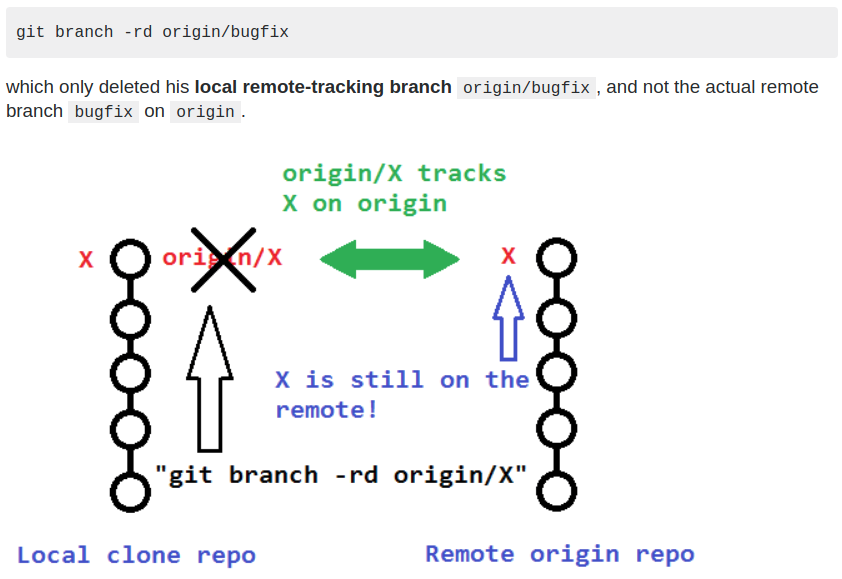 git branch -rd origin/bugfix
which only deleted his local remote-tracking branch origin/bugfix , and not the actual remote
branch bugfix on origin .
origin/X tracks
X on origin
X origin/X X
X is still on the
remote!
"git branch -rd origin/X"
Local clone repo Remote origin repo